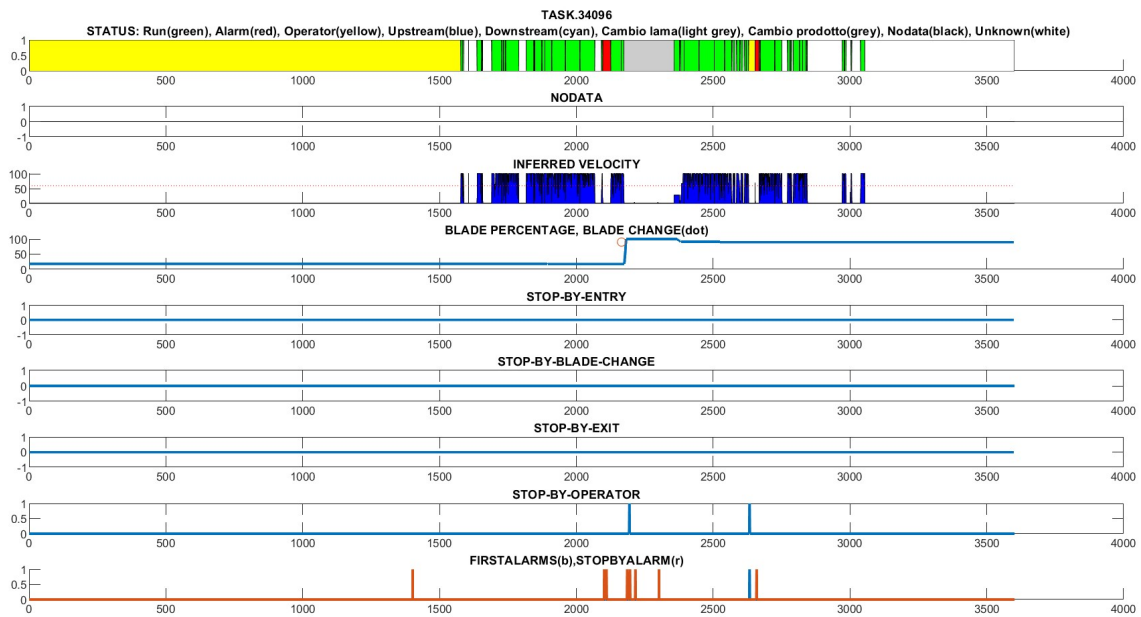 TASK.34096
STATUS: Run(green), Alarm(red), Operator(yellow), Upstream(blue), Downstream(cyan), Cambio lama(light grey), Cambio prodotto(grey), Nodata(black), Unknown(white)
1
0.5
0
0 500 1000 1500 2000 2500 3000 3500 4000
NODATA
1
0
-1
0 500 1000 1500 2000 2500 3000 3500 4000
INFERRED VELOCITY
100
50
0
0 500 1000 1500 2000 2500 3000 3500 4000
BLADE PERCENTAGE, BLADE CHANGE(dot)
100
50
0
0 500 1000 1500 2000 2500 3000 3500 4000
STOP-BY-ENTRY
1
0
-1
0 500 1000 1500 2000 2500 3000 3500 4000
STOP-BY-BLADE-CHANGE
1
0
-1
0 500 1000 1500 2000 2500 3000 3500 4000
STOP-BY-EXIT
1
0
-1
0 500 1000 1500 2000 2500 3000 3500 4000
STOP-BY-OPERATOR
1
0.5
0
0 500 1000 1500 2000 2500 3000 3500 4000
FIRSTALARMS(b),STOPBYALARM(r)
1
0.5
0
0 500 1000 1500 2000 2500 3000 3500 4000